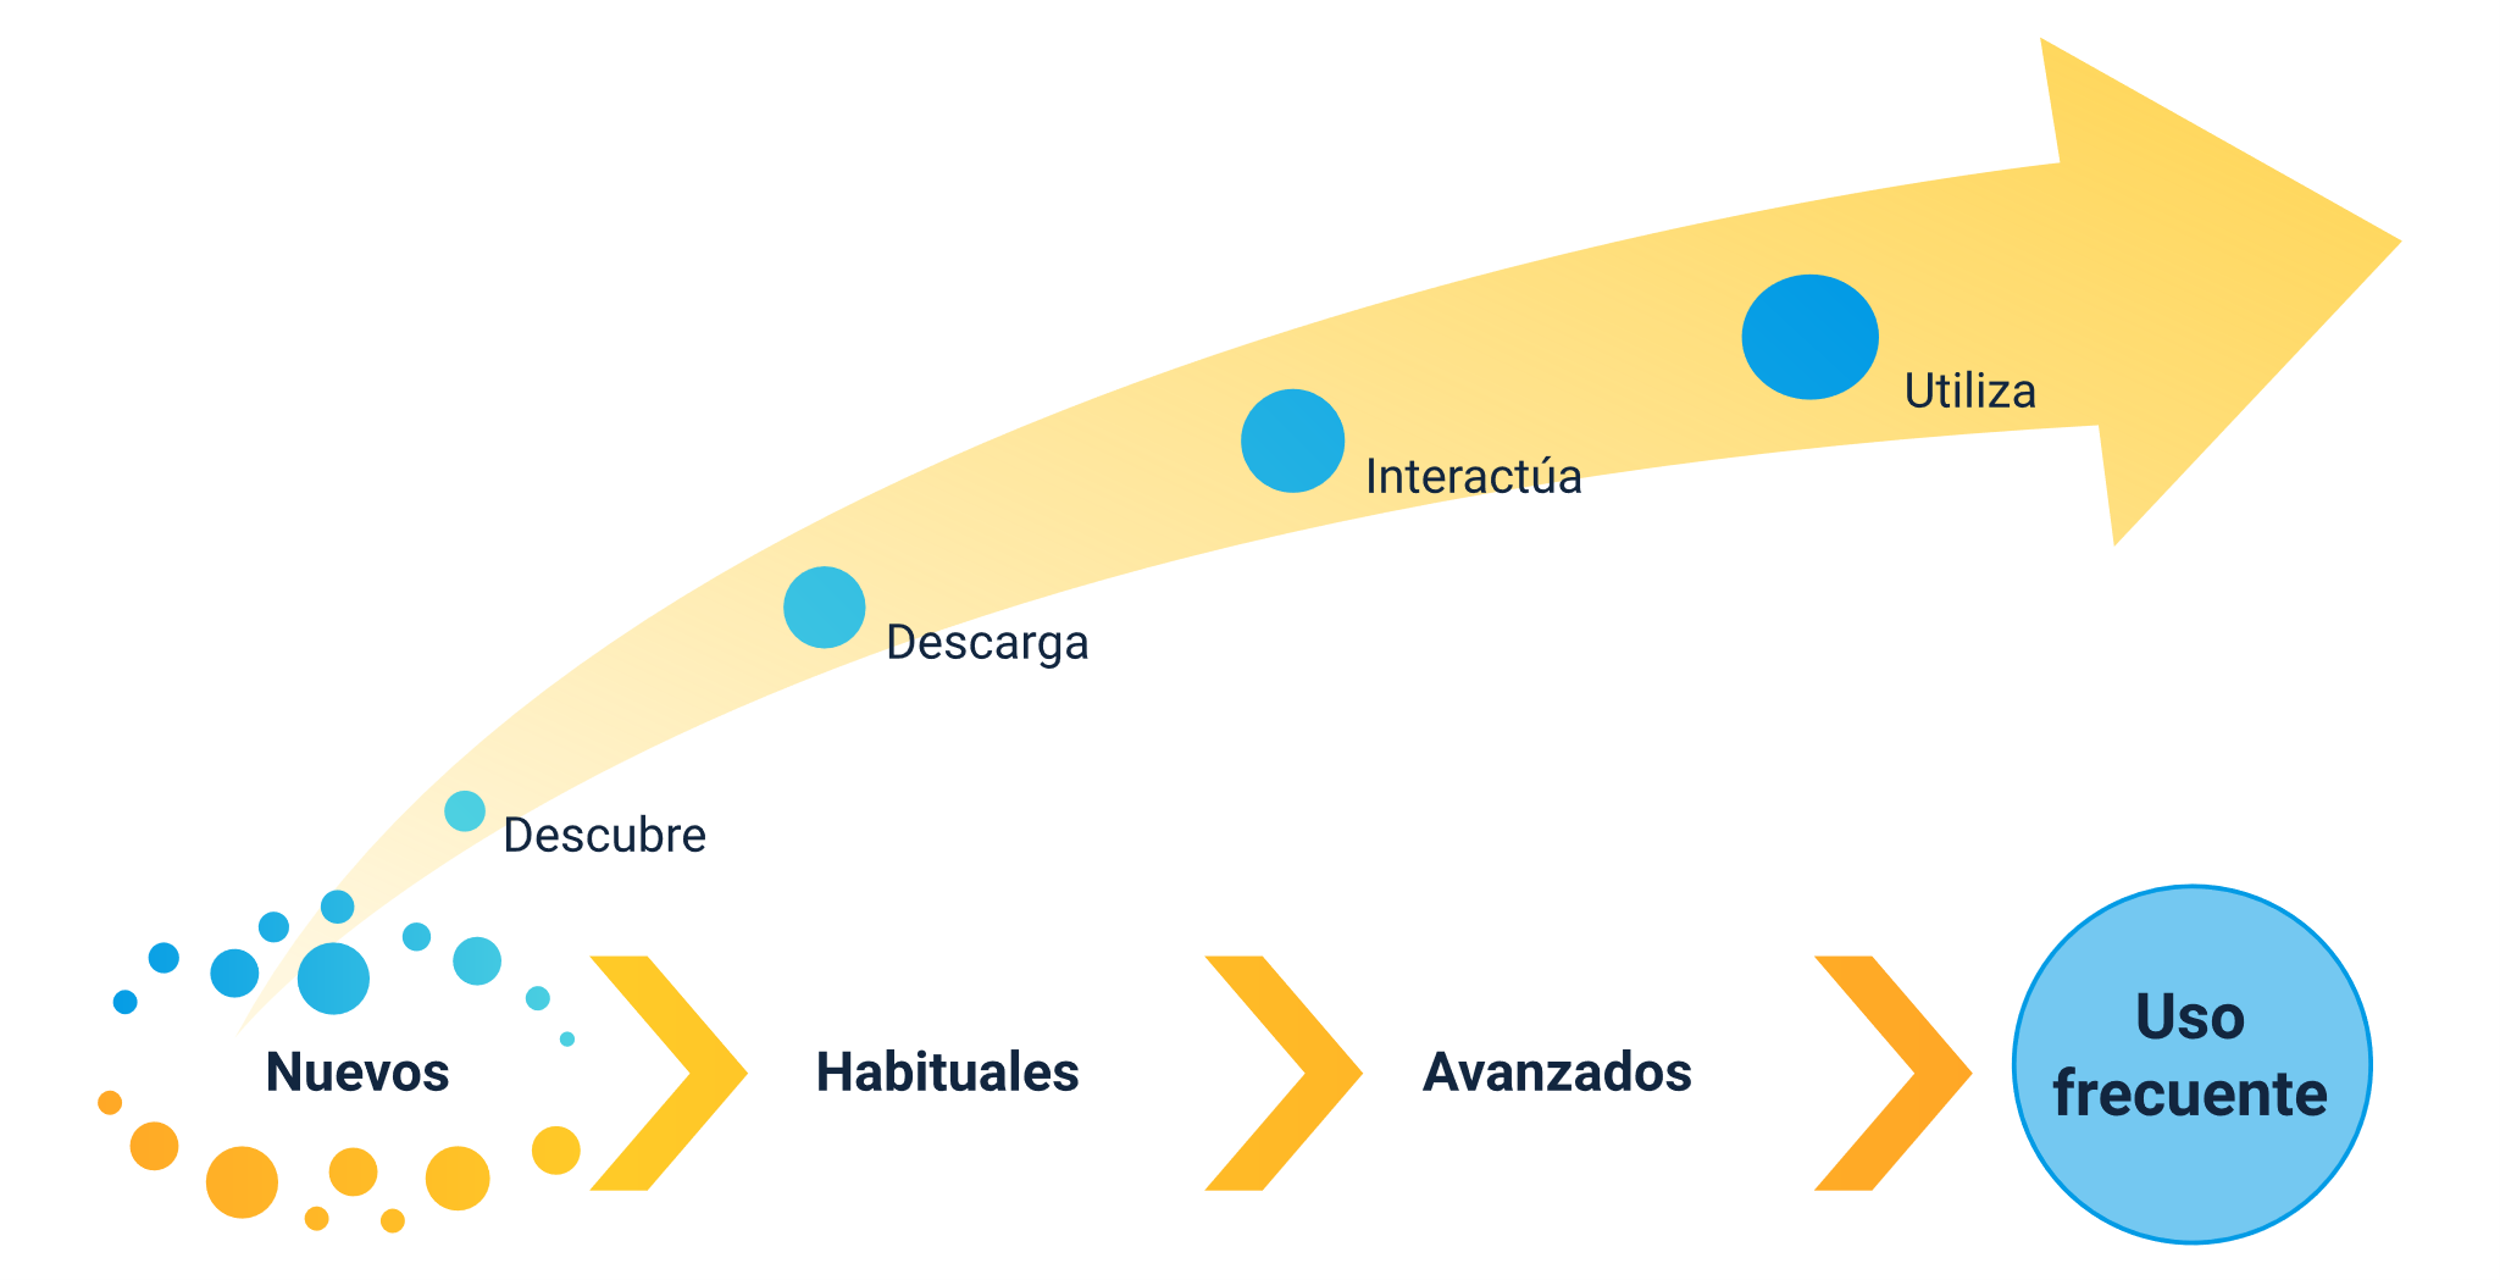 Utiliza
Interactúa
Descarga
Descubre
Nuevos
Habituales
Avanzados
Uso
frecuente